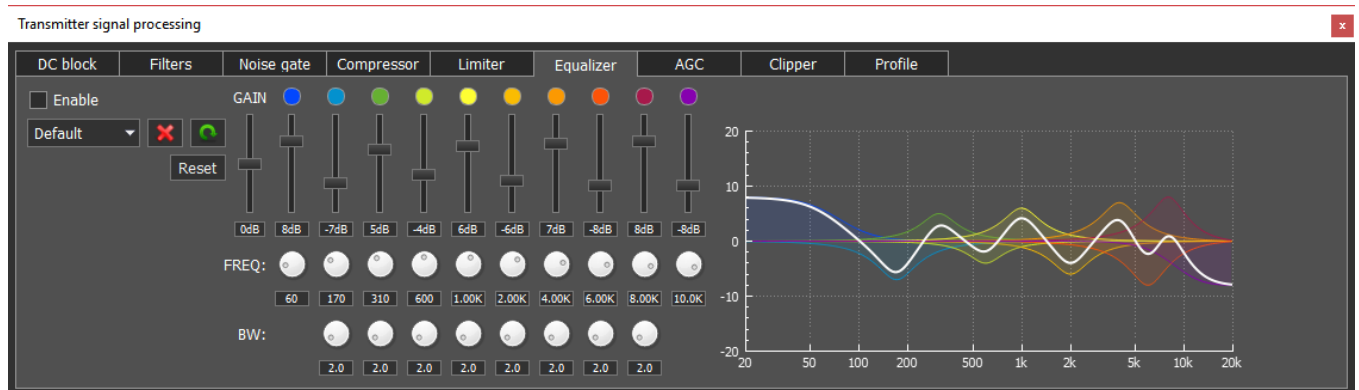 Transmitter signal processing
x
DC block Filters Noise gate Compressor Limiter Equalizer AGC Clipper Profile
Enable GAIN
Default
Reset
0dB 8dB -7dB 5dB -4dB 6dB -6dB 7dB -8dB 8dB -8dB
FREQ:
60 170 310 600 1.00K 2.00K 4.00K 6.00K 8.00K 10.0K
BW:
2.0 2.0 2.0 2.0 2.0 2.0 2.0 2.0
20
10
0
-10
-20
20 50 100 200 500 1k 2k 5k 10k 20k